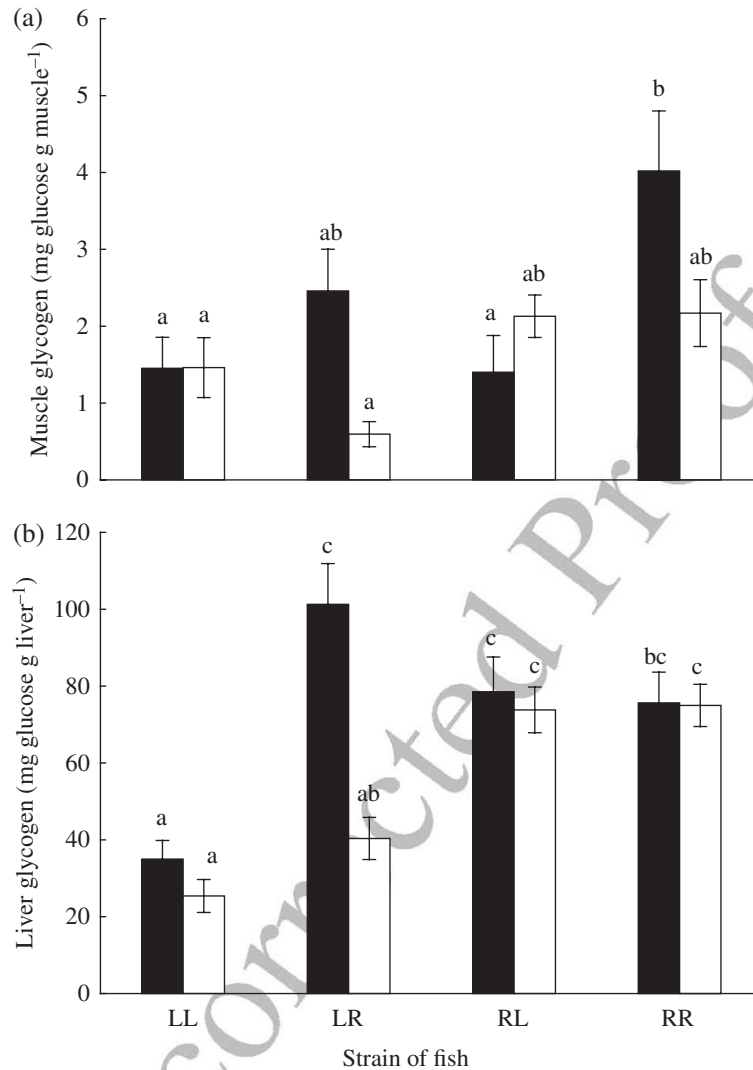 (a)
6
5
4
3
2
1
0
Muscle glycogen (mg glucose g muscle⁻¹)
a a
ab
a
a
ab
b
ab
(b)
120
100
80
60
40
20
0
Liver glycogen (mg glucose g liver⁻¹)
a a
c
ab
c c
bc c
LL LR RL RR
Strain of fish